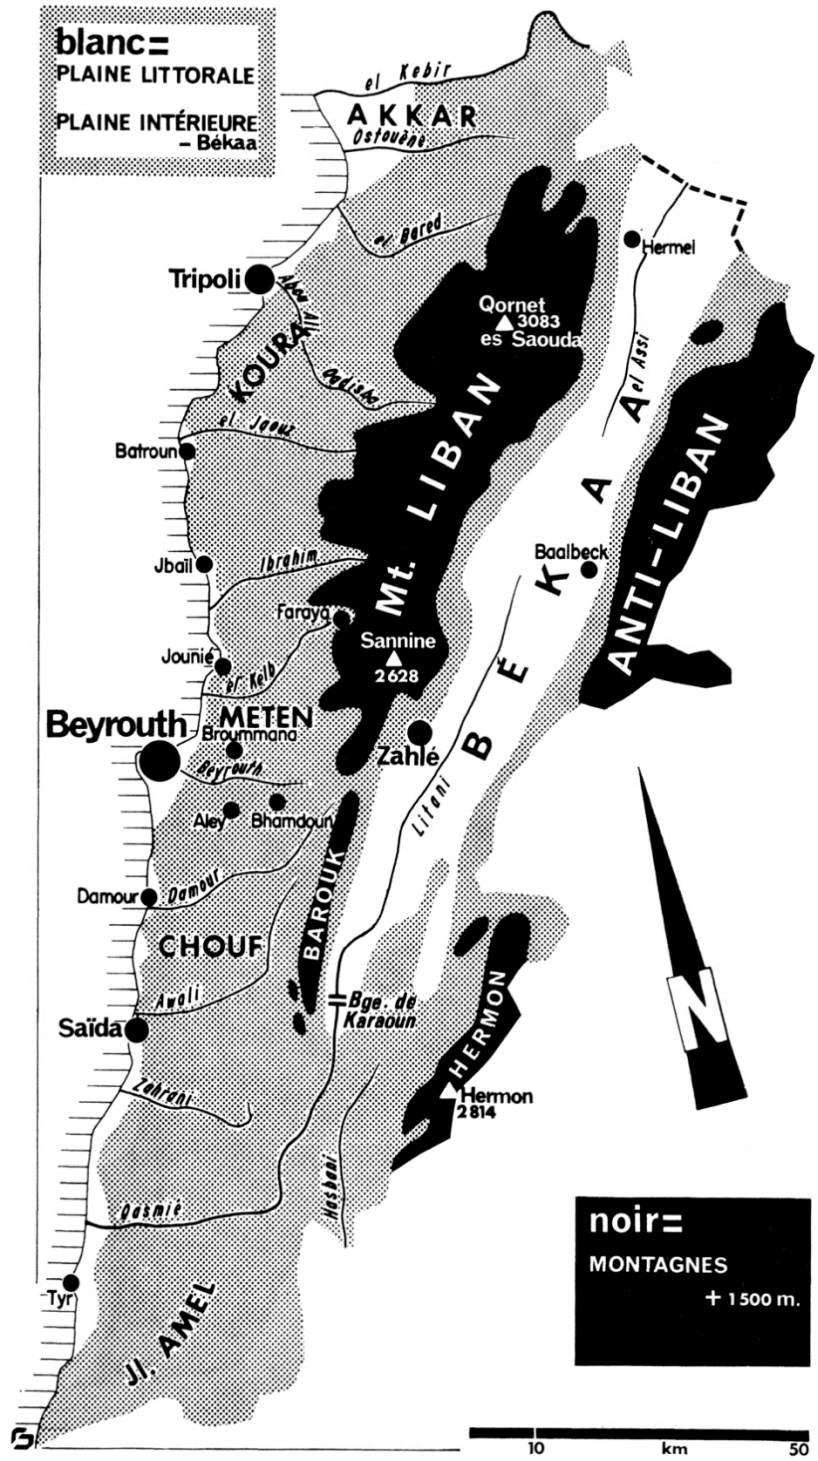 blanc=
PLAINE LITTORALE
PLAINE INTÉRIEURE
– Békaa
el Kebir
AKKAR
Ostouène
el Bared
Hermel
Tripoli
Abou Ali
Qornet
3083
es Saouda
KOURA
Qadisha
el Assi
el Jaouz
Batroun
Mt. LIBAN
ANTI–LIBAN
BÉKAA
Baalbeck
Jbaïl
Ibrahim
Faraya
Sannine
2628
Jounié
el Kelb
METEN
Beyrouth
Broummana
Zahlé
Beyrouth
Litani
Aley
Bhamdoun
BAROUK
Damour
Damour
CHOUF
Awali
Bge. de
Karaoun
HERMON
Saïda
Zahrani
Hermon
2814
N
Hasbani
Qasmié
Tyr
Jl. AMEL
noir=
MONTAGNES
+ 1500 m.
10
km
50